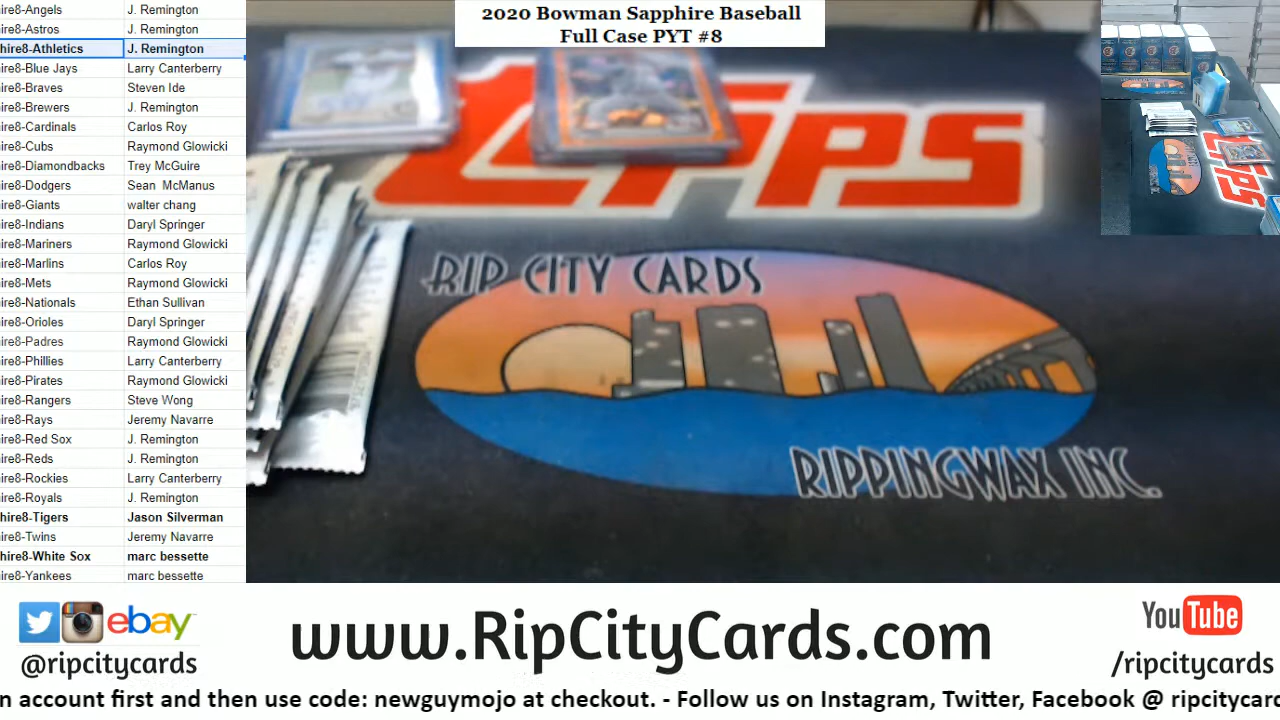 2020 Bowman Sapphire Baseball
Full Case PYT #8
ire8-Angels J. Remington
ire8-Astros J. Remington
hire8-Athletics J. Remington
ire8-Blue Jays Larry Canterberry
ire8-Braves Steven Ide
ire8-Brewers J. Remington
ire8-Cardinals Carlos Roy
ire8-Cubs Raymond Glowicki
ire8-Diamondbacks Trey McGuire
ire8-Dodgers Sean McManus
ire8-Giants walter chang
ire8-Indians Daryl Springer
ire8-Mariners Raymond Glowicki
ire8-Marlins Carlos Roy
ire8-Mets Raymond Glowicki
ire8-Nationals Ethan Sullivan
ire8-Orioles Daryl Springer
ire8-Padres Raymond Glowicki
ire8-Phillies Larry Canterberry
ire8-Pirates Raymond Glowicki
ire8-Rangers Steve Wong
ire8-Rays Jeremy Navarre
ire8-Red Sox J. Remington
ire8-Reds J. Remington
ire8-Rockies Larry Canterberry
ire8-Royals J. Remington
hire8-Tigers Jason Silverman
ire8-Twins Jeremy Navarre
hire8-White Sox marc bessette
ire8-Yankees marc bessette
Topps
RIP CITY CARDS
RIPPINGWAX INC.
ebay
@ripcitycards
www.RipCityCards.com
YouTube
/ripcitycards
n account first and then use code: newguymojo at checkout. - Follow us on Instagram, Twitter, Facebook @ ripcitycard